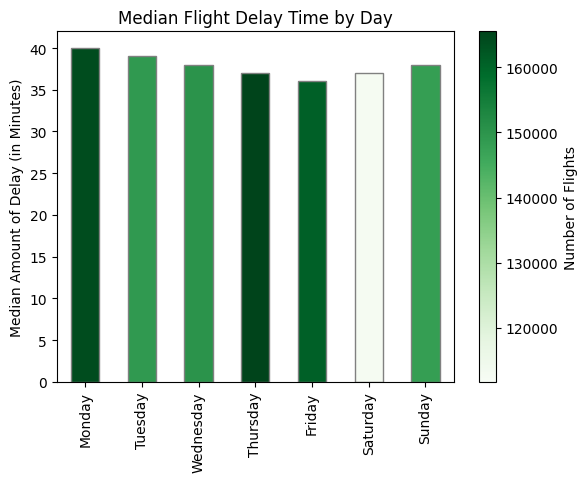 Median Flight Delay Time by Day
Median Amount of Delay (in Minutes)
40
35
30
25
20
15
10
5
0
Monday
Tuesday
Wednesday
Thursday
Friday
Saturday
Sunday
160000
150000
140000
130000
120000
Number of Flights